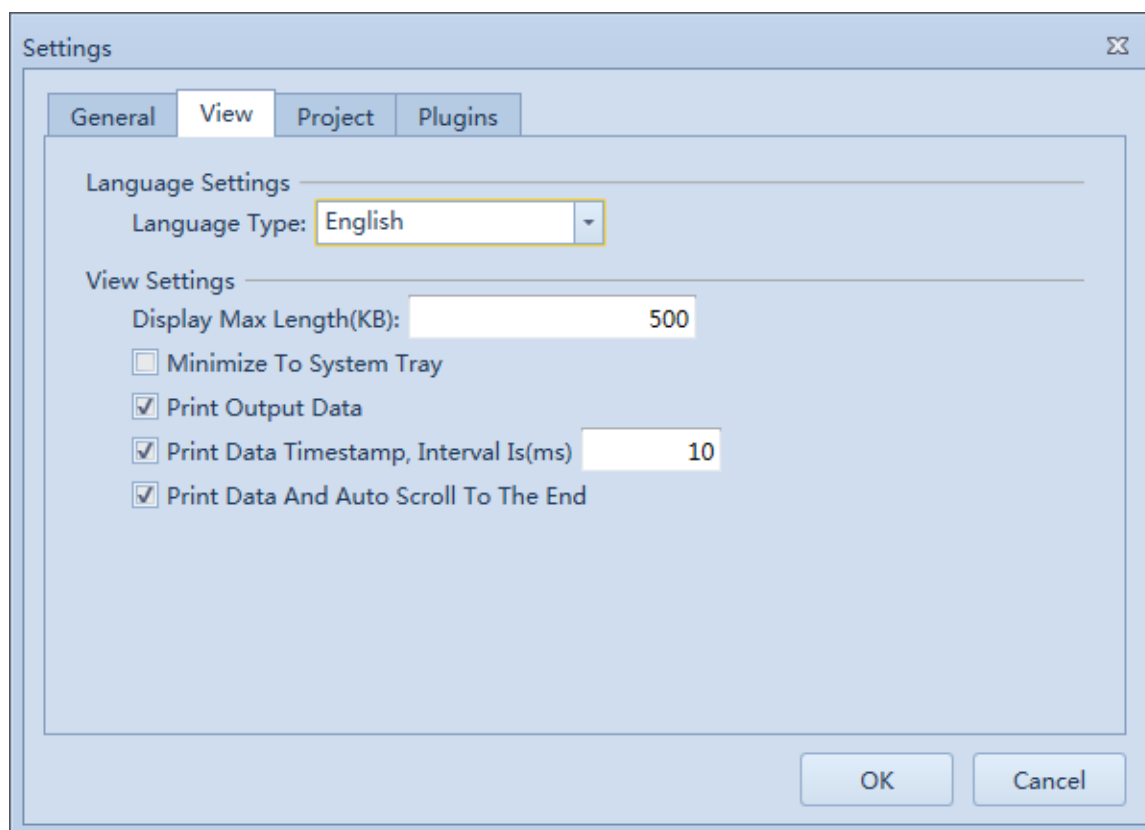 Settings
General View Project Plugins
Language Settings
Language Type: English
View Settings
Display Max Length(KB): 500
Minimize To System Tray
Print Output Data
Print Data Timestamp, Interval Is(ms) 10
Print Data And Auto Scroll To The End
OK Cancel